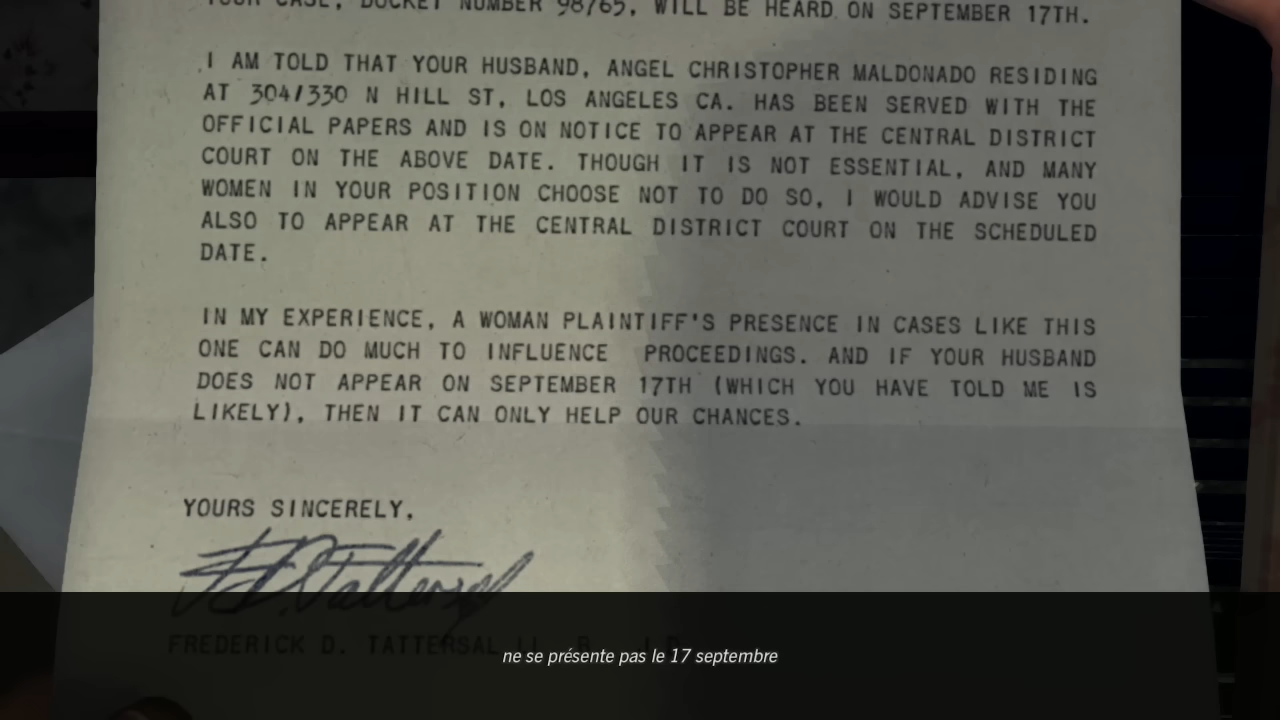 YOUR CASE, DOCKET NUMBER 98765, WILL BE HEARD ON SEPTEMBER 17TH.
I AM TOLD THAT YOUR HUSBAND, ANGEL CHRISTOPHER MALDONADO RESIDING
AT 304/330 N HILL ST, LOS ANGELES CA. HAS BEEN SERVED WITH THE
OFFICIAL PAPERS AND IS ON NOTICE TO APPEAR AT THE CENTRAL DISTRICT
COURT ON THE ABOVE DATE. THOUGH IT IS NOT ESSENTIAL, AND MANY
WOMEN IN YOUR POSITION CHOOSE NOT TO DO SO, I WOULD ADVISE YOU
ALSO TO APPEAR AT THE CENTRAL DISTRICT COURT ON THE SCHEDULED
DATE.
IN MY EXPERIENCE, A WOMAN PLAINTIFF'S PRESENCE IN CASES LIKE THIS
ONE CAN DO MUCH TO INFLUENCE PROCEEDINGS. AND IF YOUR HUSBAND
DOES NOT APPEAR ON SEPTEMBER 17TH (WHICH YOU HAVE TOLD ME IS
LIKELY), THEN IT CAN ONLY HELP OUR CHANCES.
YOURS SINCERELY,
F.D. Tattersal
FREDERICK D. TATTERSAL LL. B. J.D.
ne se présente pas le 17 septembre